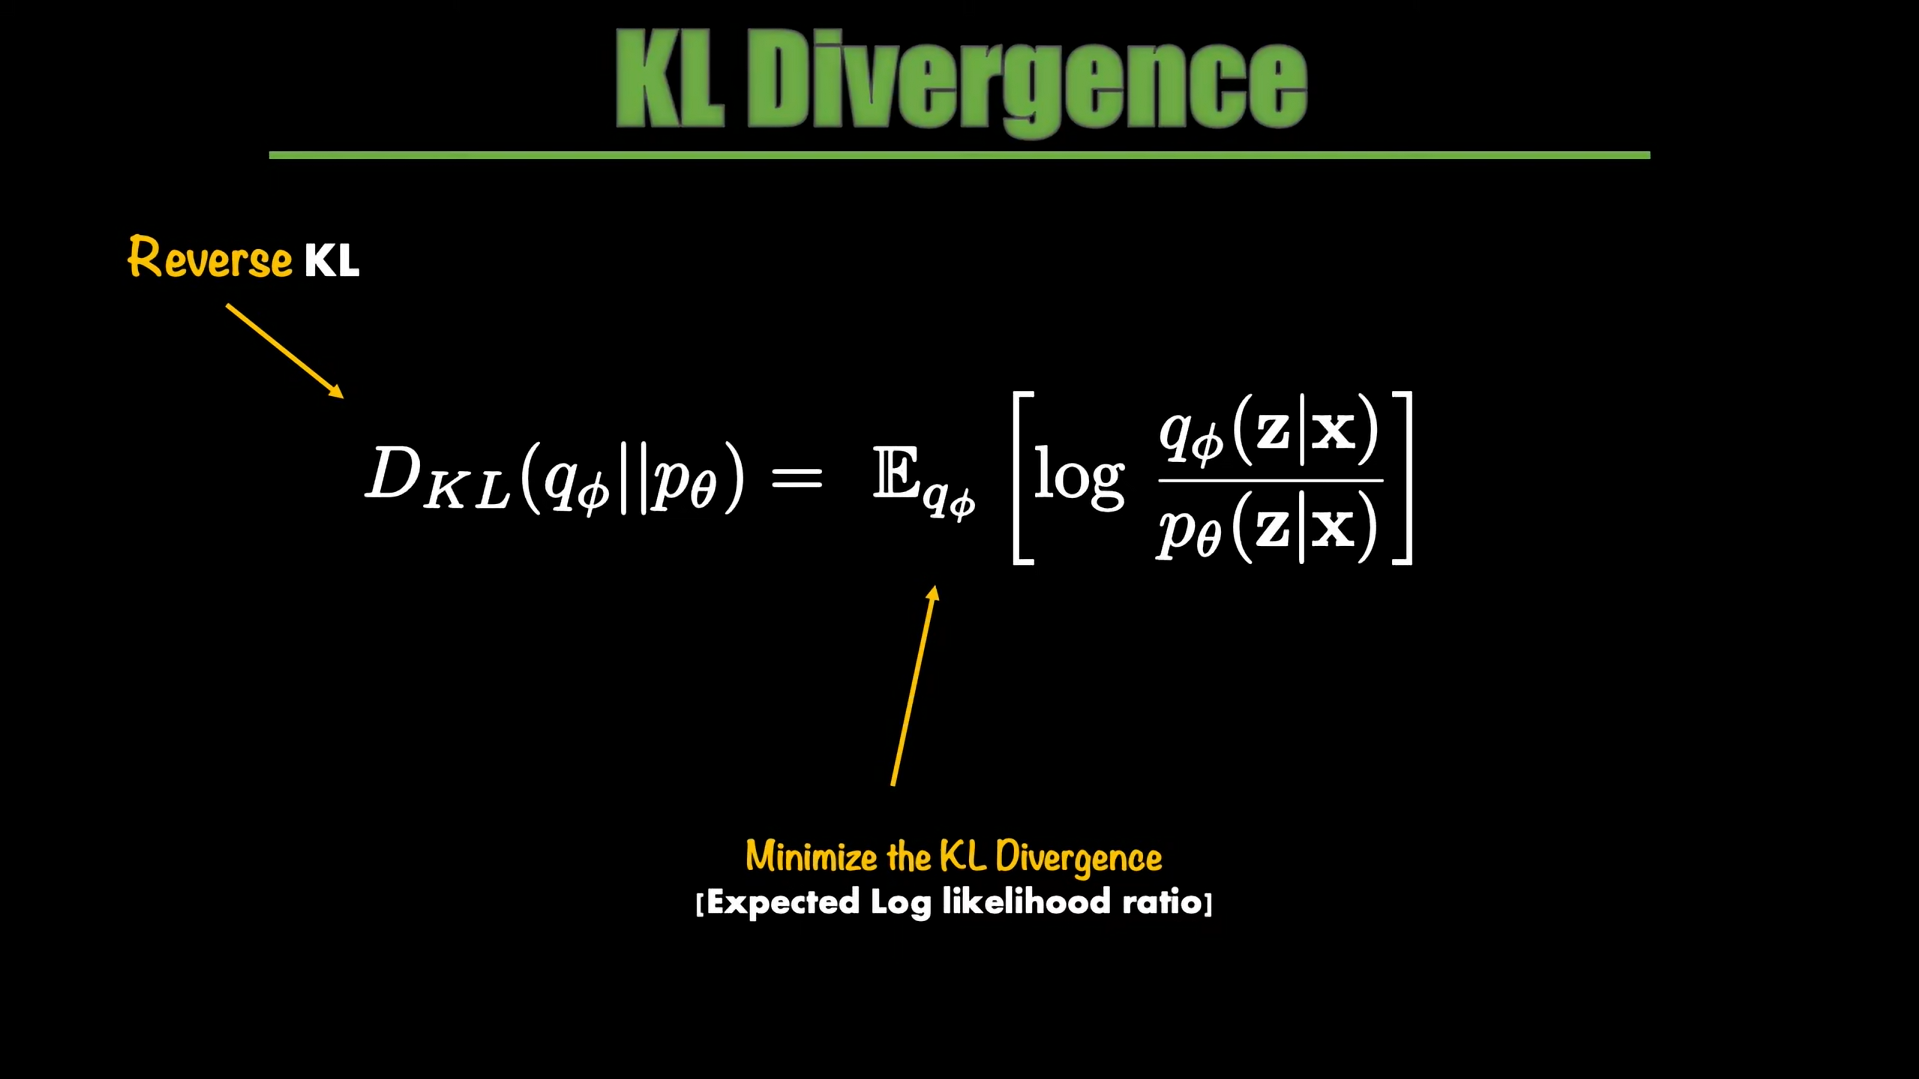 KL Divergence
Reverse KL
D_{KL}(q_ϕ||p_θ) = 𝔼_{q_ϕ} [log \frac{q_ϕ(𝐳|𝐱)}{p_θ(𝐳|𝐱)}]
Minimize the KL Divergence
[Expected Log likelihood ratio]